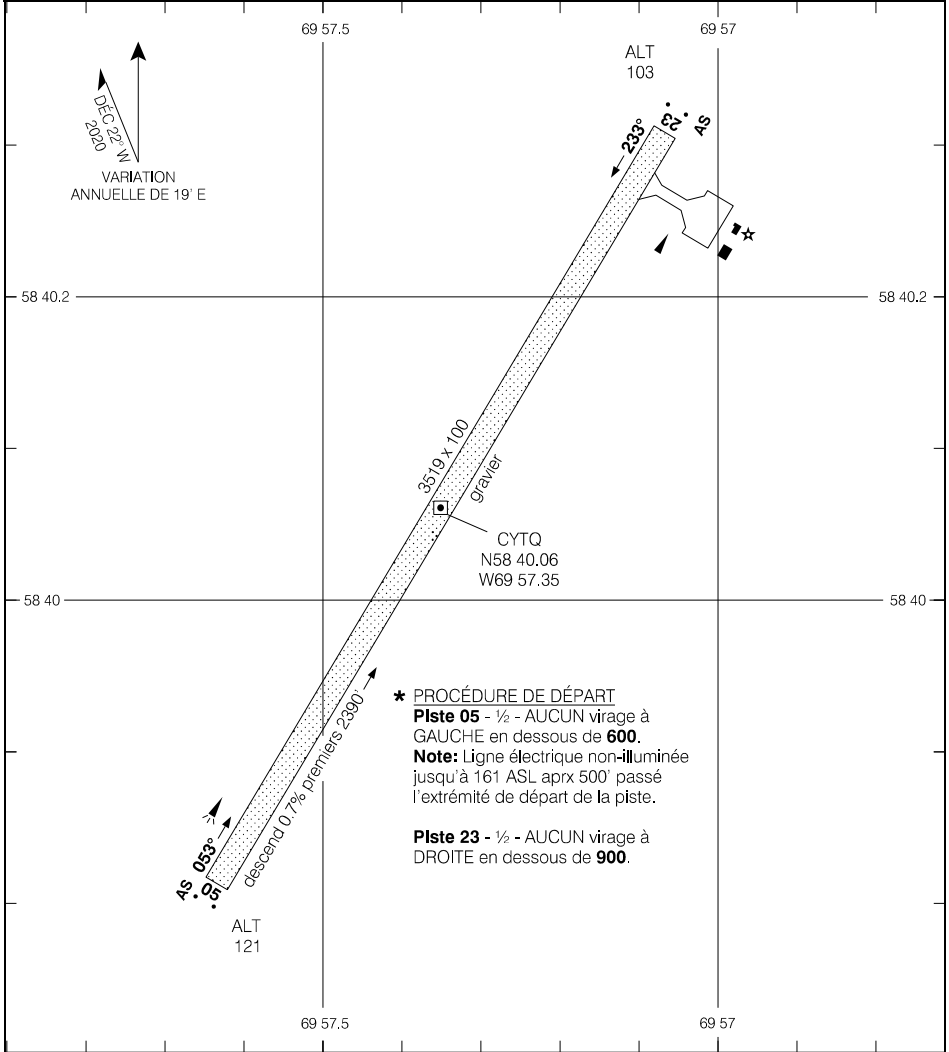 69 57.5
69 57
ALT
103
DÉC 22° W
2020
VARIATION
ANNUELLE DE 19' E
233°
23
AS
58 40.2
58 40.2
3519 x 100
gravier
CYTQ
N58 40.06
W69 57.35
58 40
58 40
descend 0.7% premiers 2390'
* PROCÉDURE DE DÉPART
Piste 05 - ½ - AUCUN virage à
GAUCHE en dessous de 600.
Note: Ligne électrique non-illuminée
jusqu'à 161 ASL aprx 500' passé
l'extrémité de départ de la piste.
Piste 23 - ½ - AUCUN virage à
DROITE en dessous de 900.
AS
053°
05
ALT
121
69 57.5
69 57